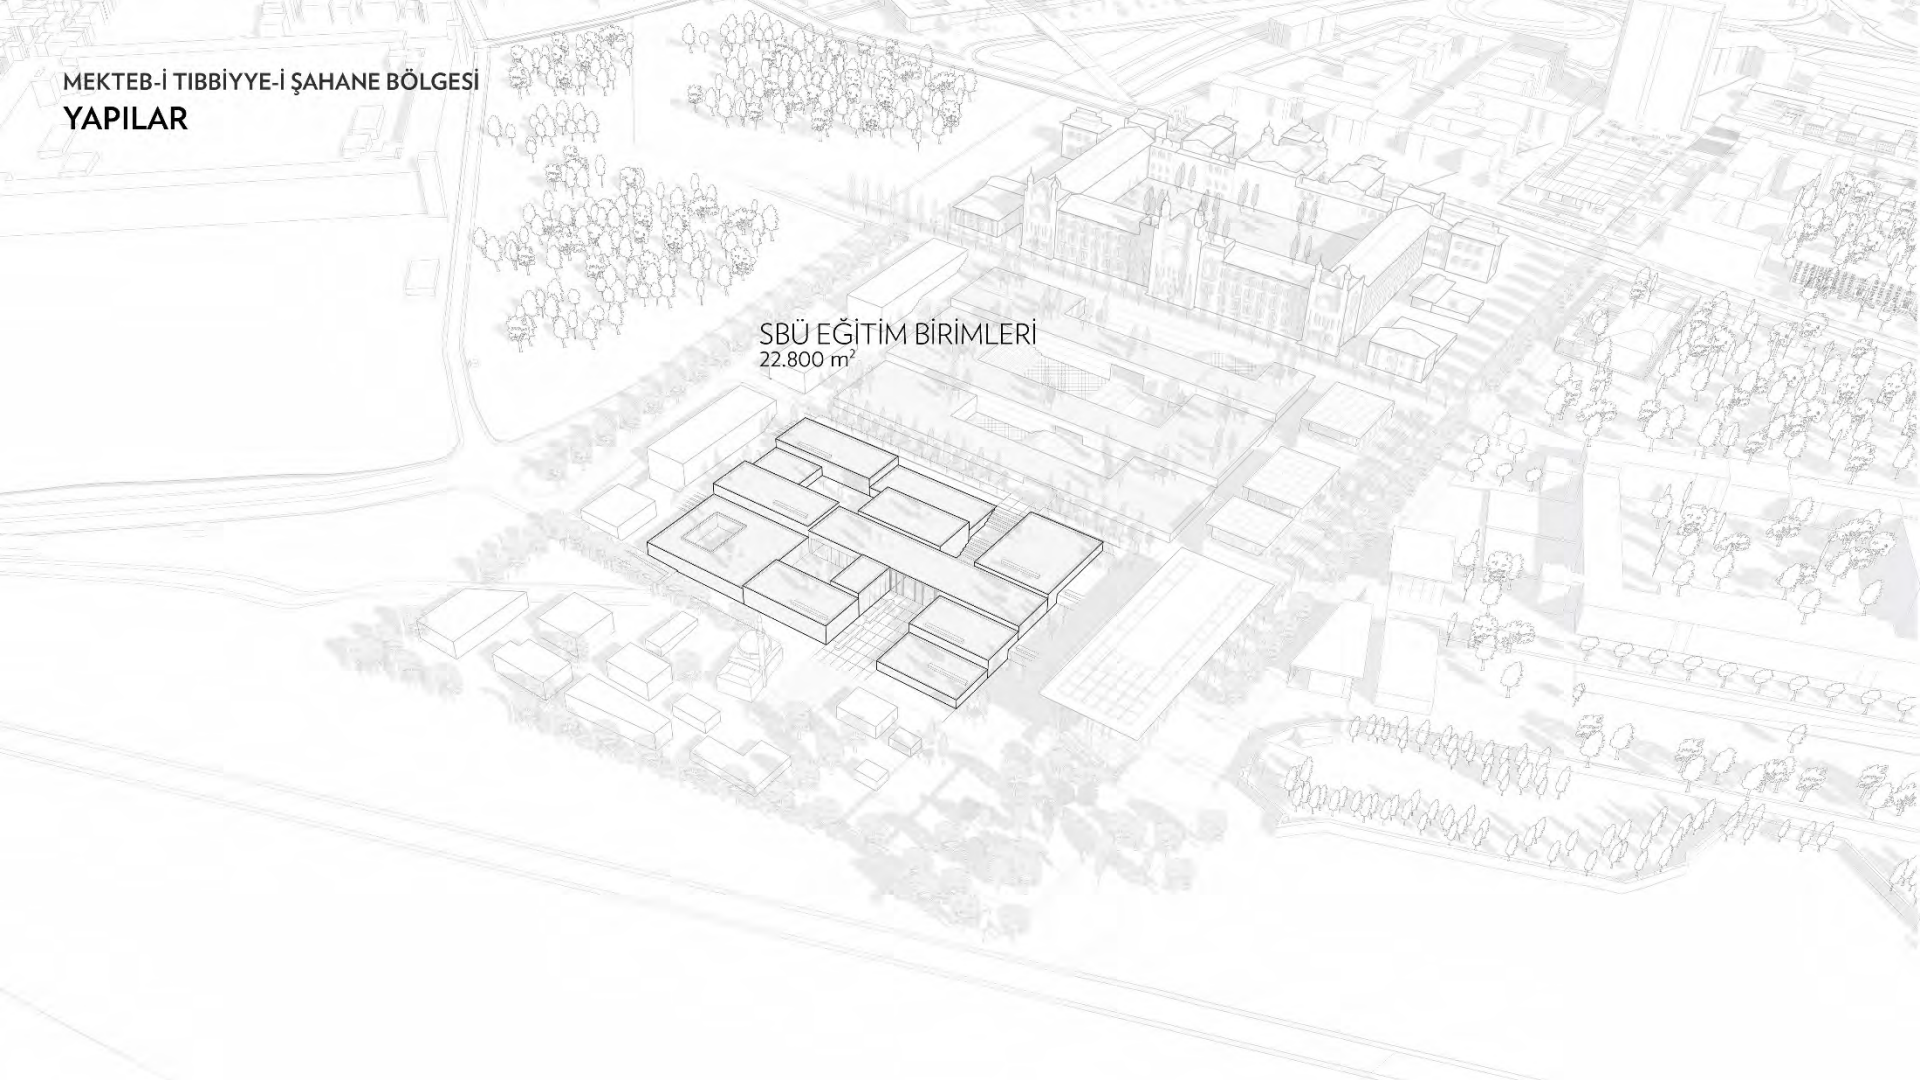 MEKTEB-İ TIBBİYYE-İ ŞAHANE BÖLGESİ
YAPILAR
SBÜ EĞİTİM BİRİMLERİ
22.800 m²